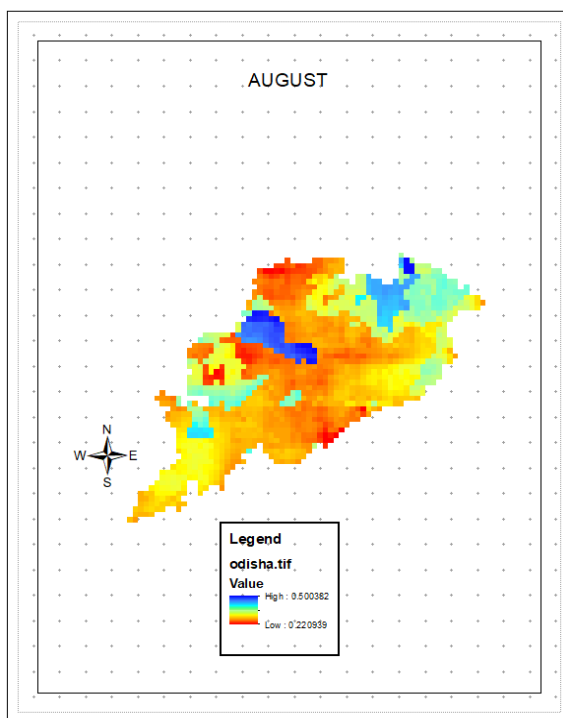 AUGUST
N
W E
S
Legend
odisha.tif
Value
High : 0.500382
Low : 0.220939